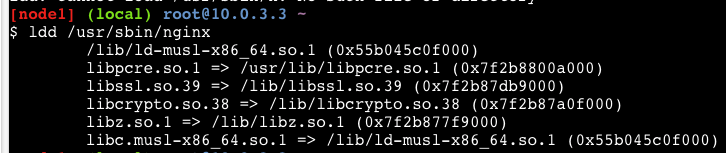 [node1] (local) root@10.0.3.3 ~
$ ldd /usr/sbin/nginx
/lib/ld-musl-x86_64.so.1 (0x55b045c0f000)
libpcre.so.1 => /usr/lib/libpcre.so.1 (0x7f2b8800a000)
libssl.so.39 => /lib/libssl.so.39 (0x7f2b87db9000)
libcrypto.so.38 => /lib/libcrypto.so.38 (0x7f2b87a0f000)
libz.so.1 => /lib/libz.so.1 (0x7f2b877f9000)
libc.musl-x86_64.so.1 => /lib/ld-musl-x86_64.so.1 (0x55b045c0f000)